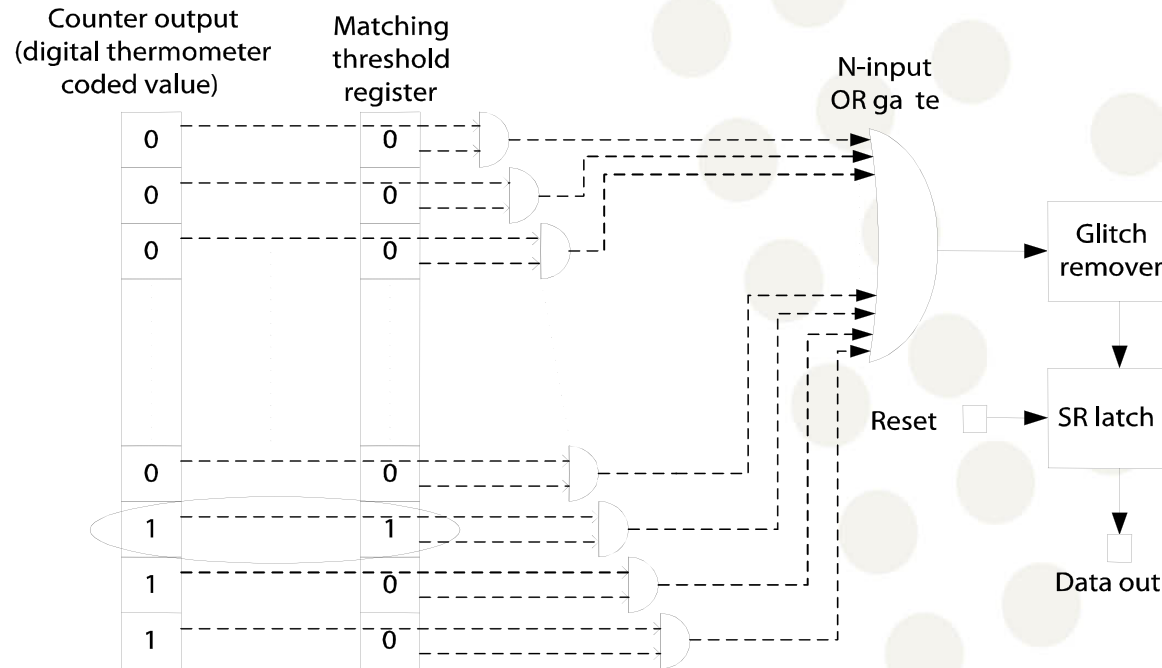 Counter output
(digital thermometer
coded value)
Matching
threshold
register
N-input
OR ga te
0
0
0
0
0
0
Glitch
remover
Reset
SR latch
0
0
1
1
1
0
1
0
Data out